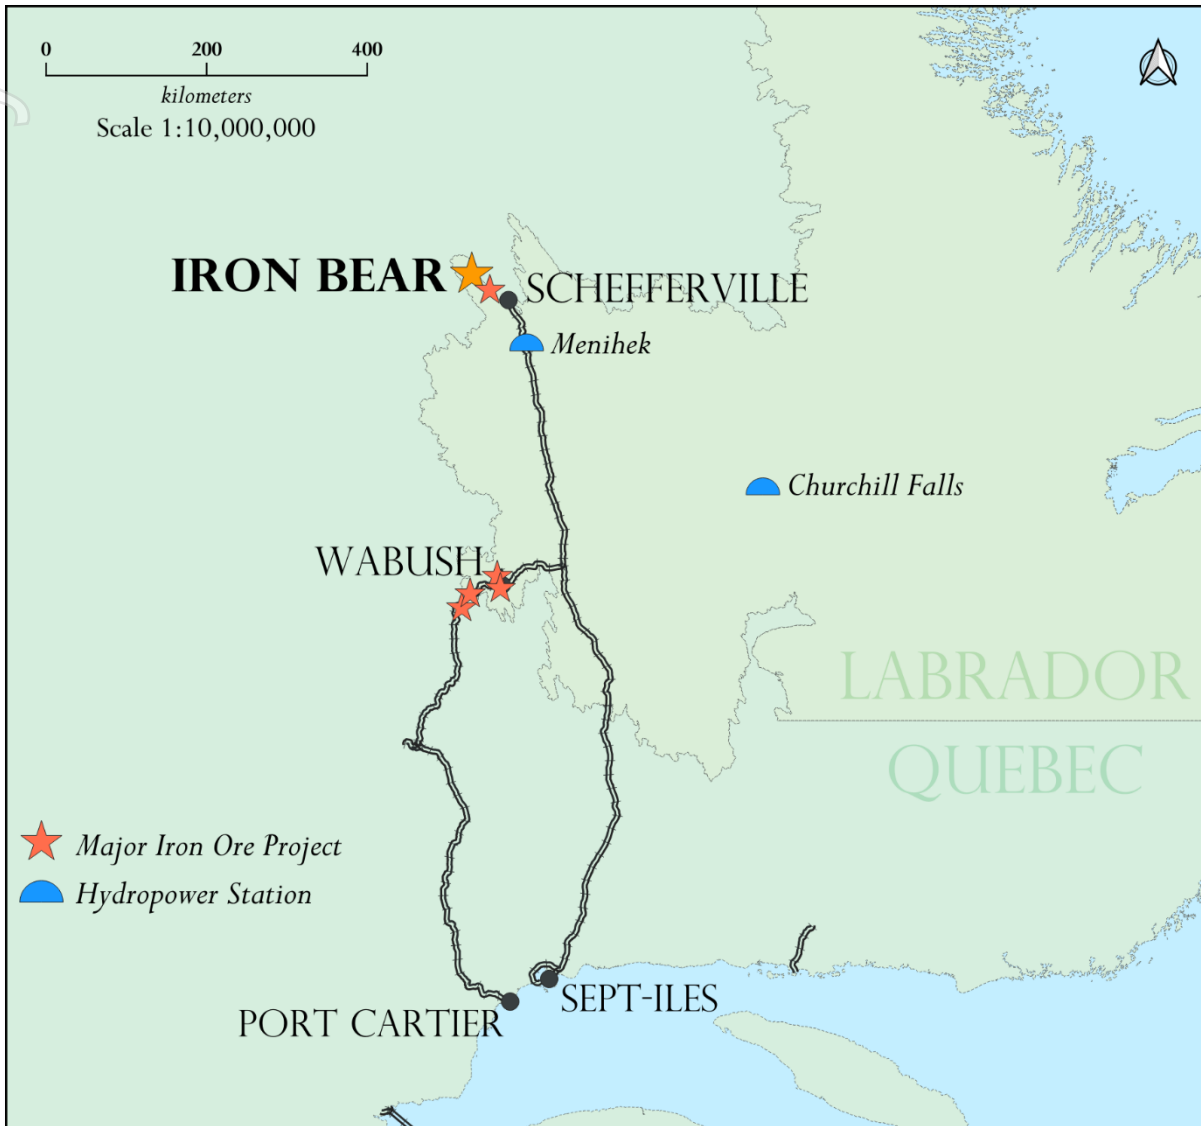 0 200 400
kilometers
Scale 1:10,000,000
IRON BEAR
SCHEFFERVILLE
Menihek
Churchill Falls
WABUSH
LABRADOR
QUEBEC
Major Iron Ore Project
Hydropower Station
SEPT-ILES
PORT CARTIER